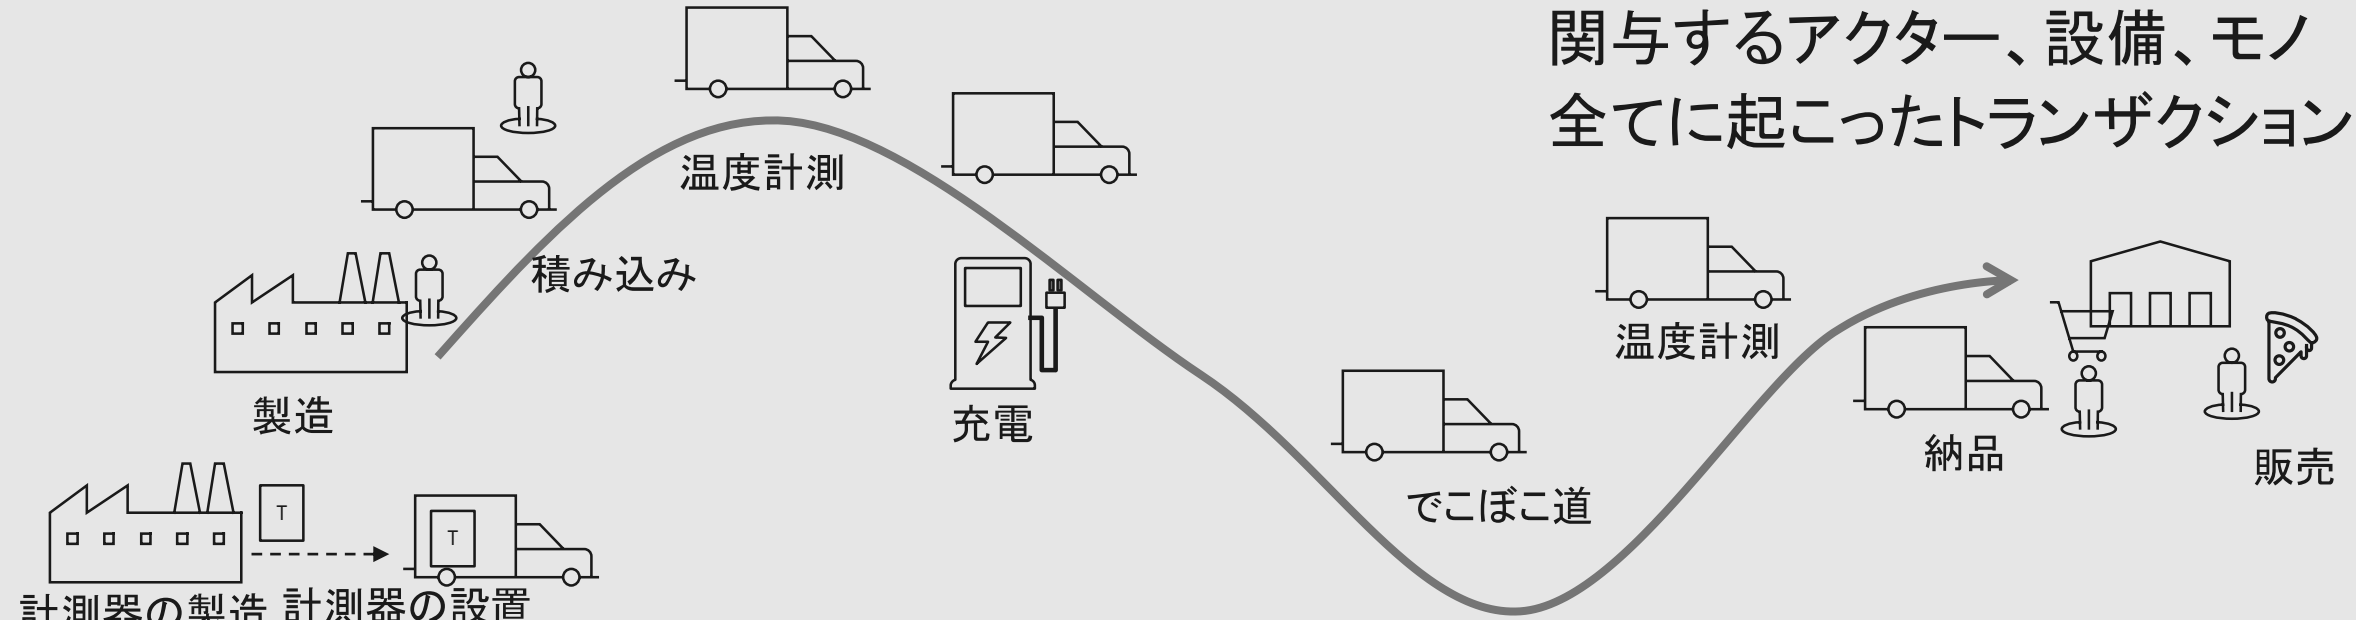 関与するアクター、設備、モノ
全てに起こったトランザクション
温度計測
積み込み
製造
充電
温度計測
でこぼこ道
納品
販売
T
T
計測器の製造
計測器の設置